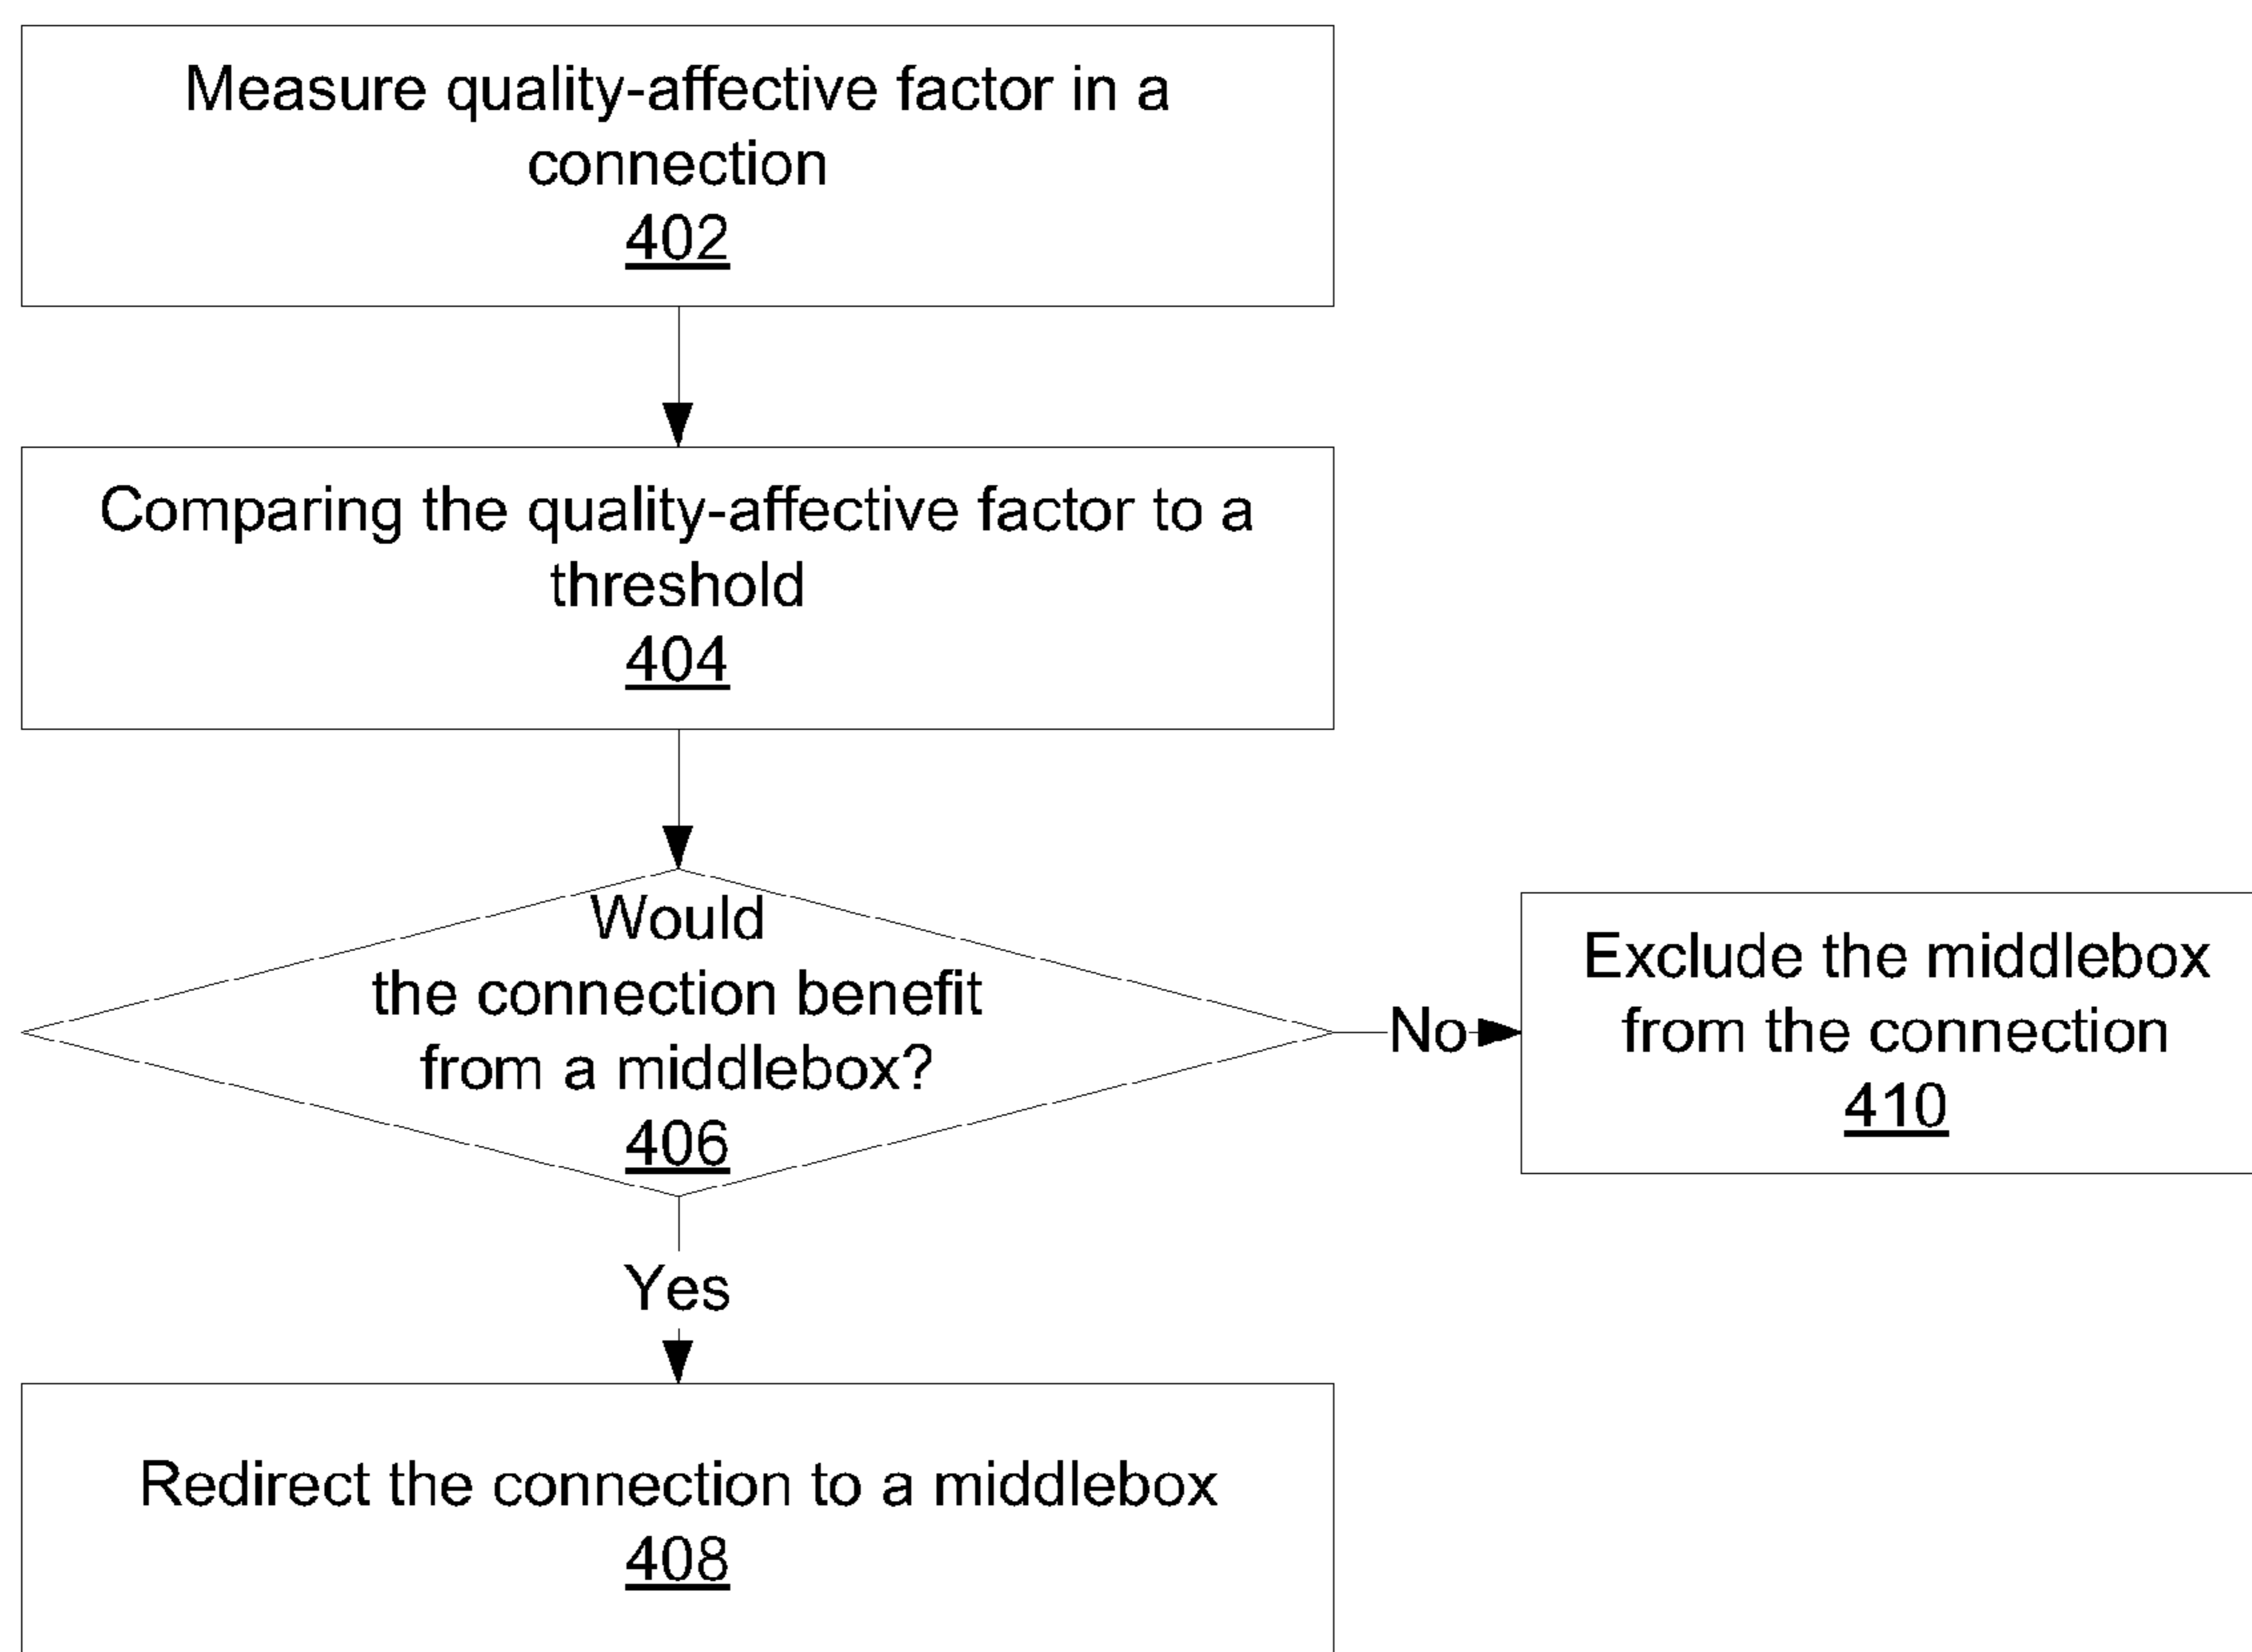 Measure quality-affective factor in a
connection
402
Comparing the quality-affective factor to a
threshold
404
Would
the connection benefit
from a middlebox?
406
No
Exclude the middlebox
from the connection
410
Yes
Redirect the connection to a middlebox
408